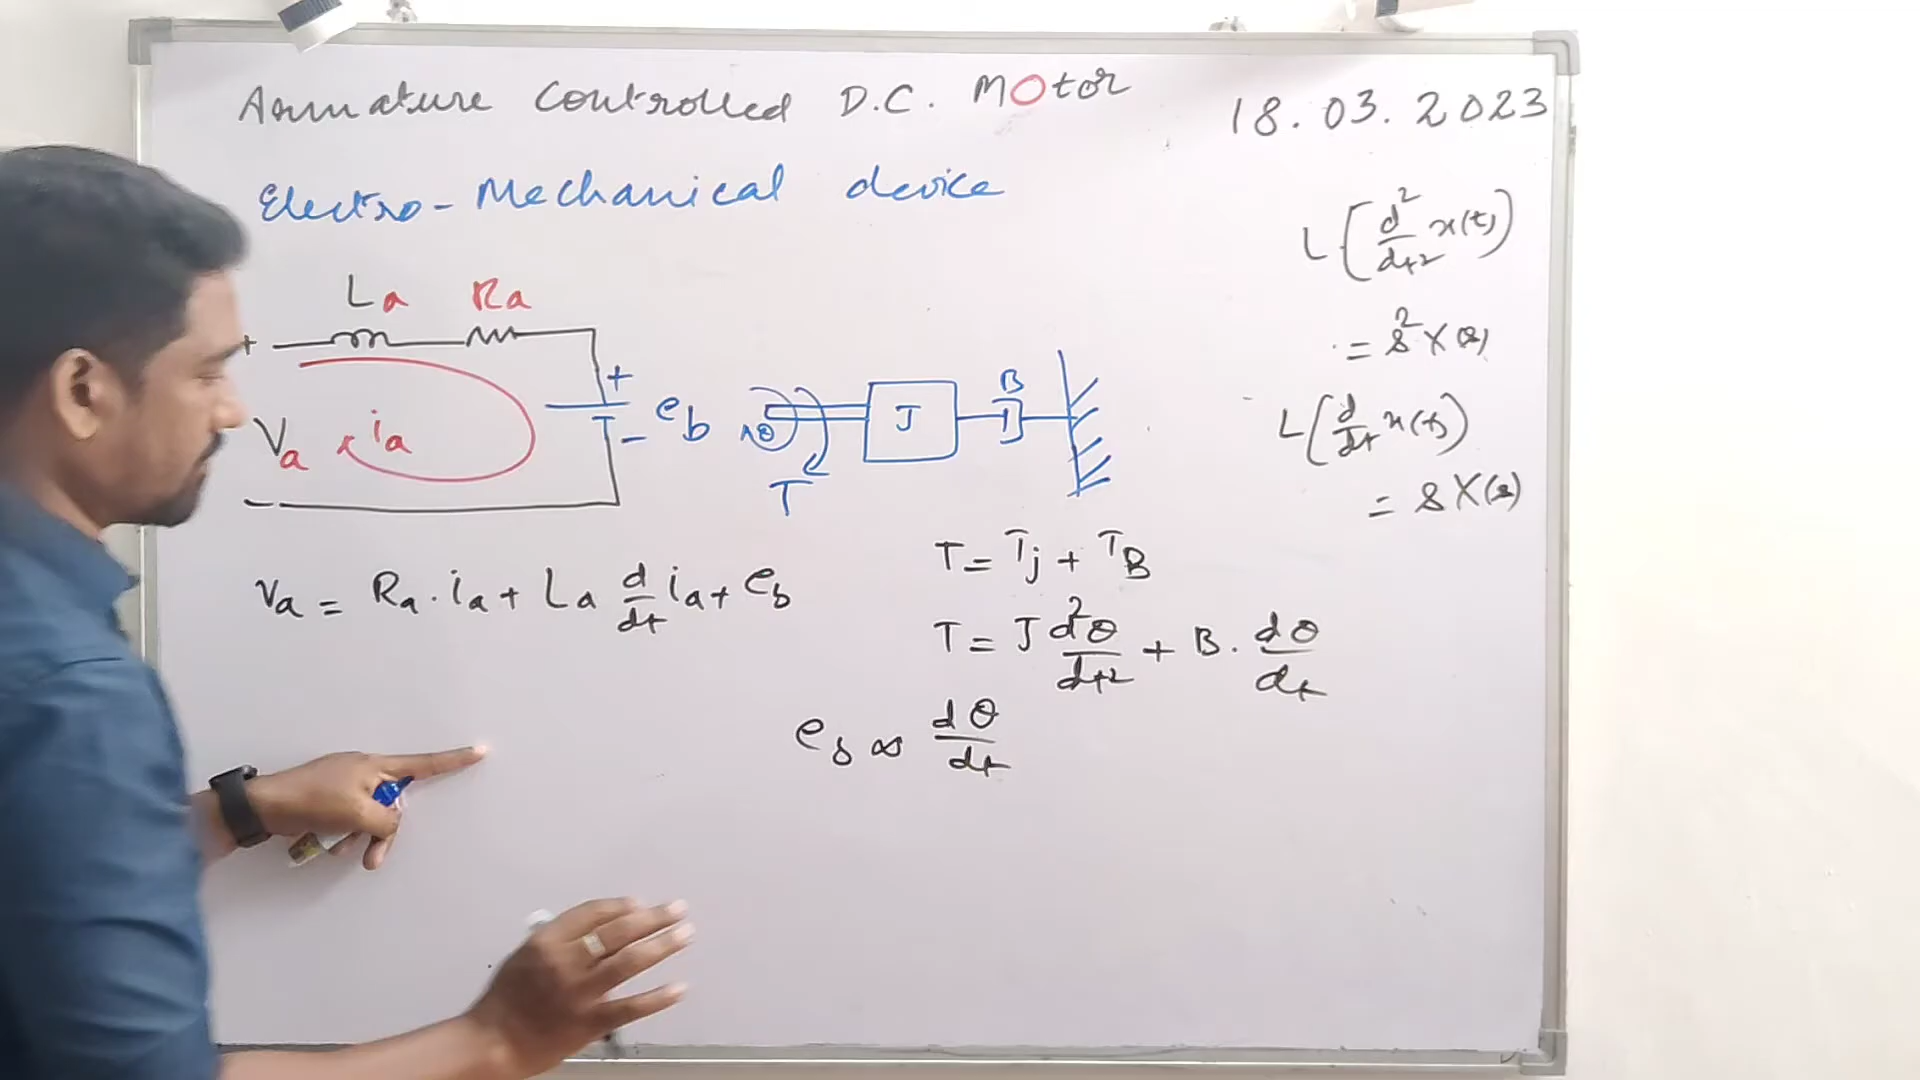 Armature Controlled D.C. MOtor
18.03.2023
Electro-Mechanical device
La Ra
+
Va ia
-
+
-
eb
θ
T
J
B
L(d²/dt² x(t))
= s² X(s)
L(d/dt x(t))
= s X(s)
Va = Ra . ia + La d/dt ia + eb
T = Tj + TB
T = J d²θ/dt² + B . dθ/dt
eb ∝ dθ/dt